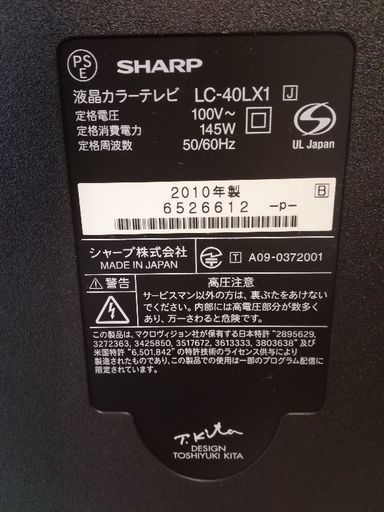 PS
E
SHARP
液晶カラーテレビ LC-40LX1 J
定格電圧 100V～
定格消費電力 145W
定格周波数 50/60Hz
S
UL Japan
2010年製 B
6526612 -p-
シャープ株式会社
MADE IN JAPAN
T A09-0372001
警告 高圧注意
サービスマン以外の方は、裏ぶたをあけない
でください。内部には高電圧部分が数多く
あり、万一さわると危険です。
この製品は、マクロヴィジョン社が保有する日本特許 "2895629,
3272363, 3425850, 3517672, 3613333, 3803638" 及び
米国特許 "6,501,842" の特許技術のライセンス供与により
製造されたものであり、この製品の使用は一部のプログラム配信に
限定されています。
T. Kita
DESIGN
TOSHIYUKI KITA